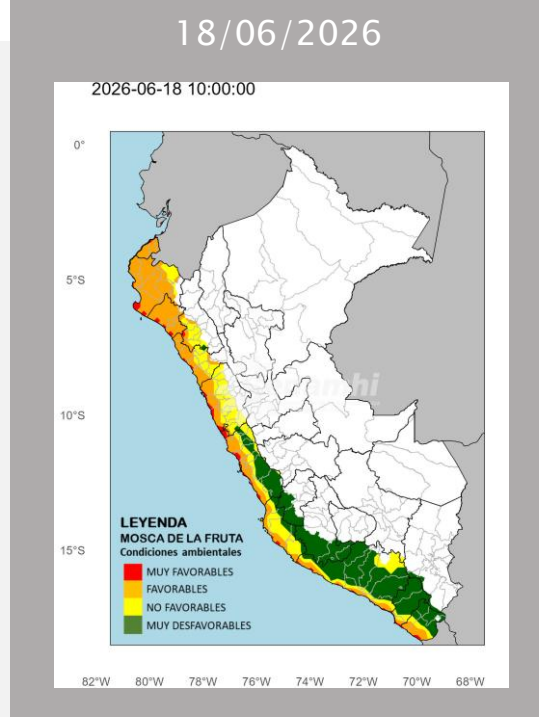 18/06/2026
2026-06-18 10:00:00
0°
5°S
10°S
15°S
LEYENDA
MOSCA DE LA FRUTA
Condiciones ambientales
MUY FAVORABLES
FAVORABLES
NO FAVORABLES
MUY DESFAVORABLES
82°W 80°W 78°W 76°W 74°W 72°W 70°W 68°W